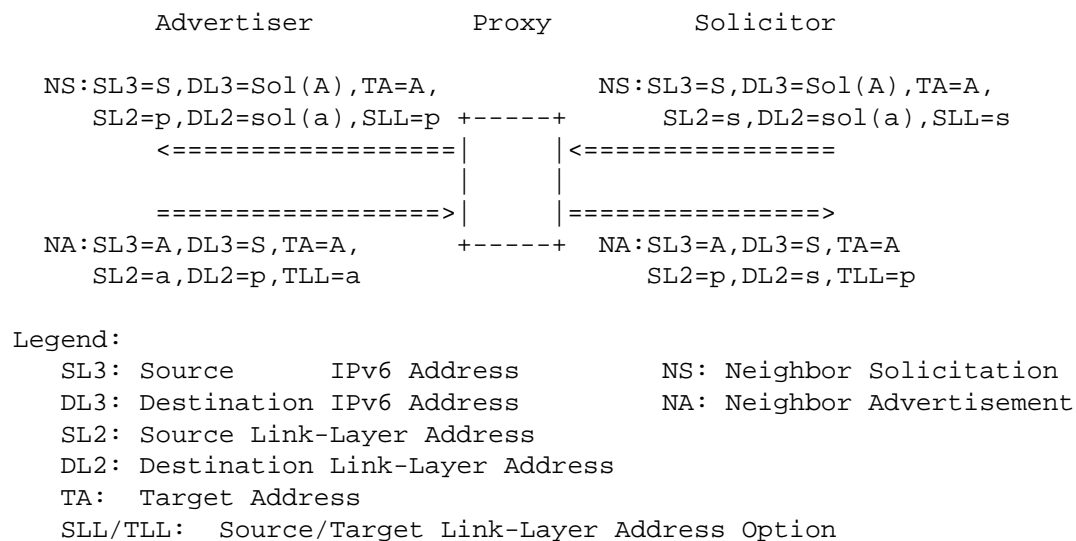 Advertiser Proxy Solicitor
NS:SL3=S,DL3=Sol(A),TA=A, NS:SL3=S,DL3=Sol(A),TA=A,
SL2=p,DL2=sol(a),SLL=p +-----+ SL2=s,DL2=sol(a),SLL=s
<==================| |<================
| |
==================>| |================>
NA:SL3=A,DL3=S,TA=A, +-----+ NA:SL3=A,DL3=S,TA=A
SL2=a,DL2=p,TLL=a SL2=p,DL2=s,TLL=p
Legend:
SL3: Source IPv6 Address NS: Neighbor Solicitation
DL3: Destination IPv6 Address NA: Neighbor Advertisement
SL2: Source Link-Layer Address
DL2: Destination Link-Layer Address
TA: Target Address
SLL/TLL: Source/Target Link-Layer Address Option